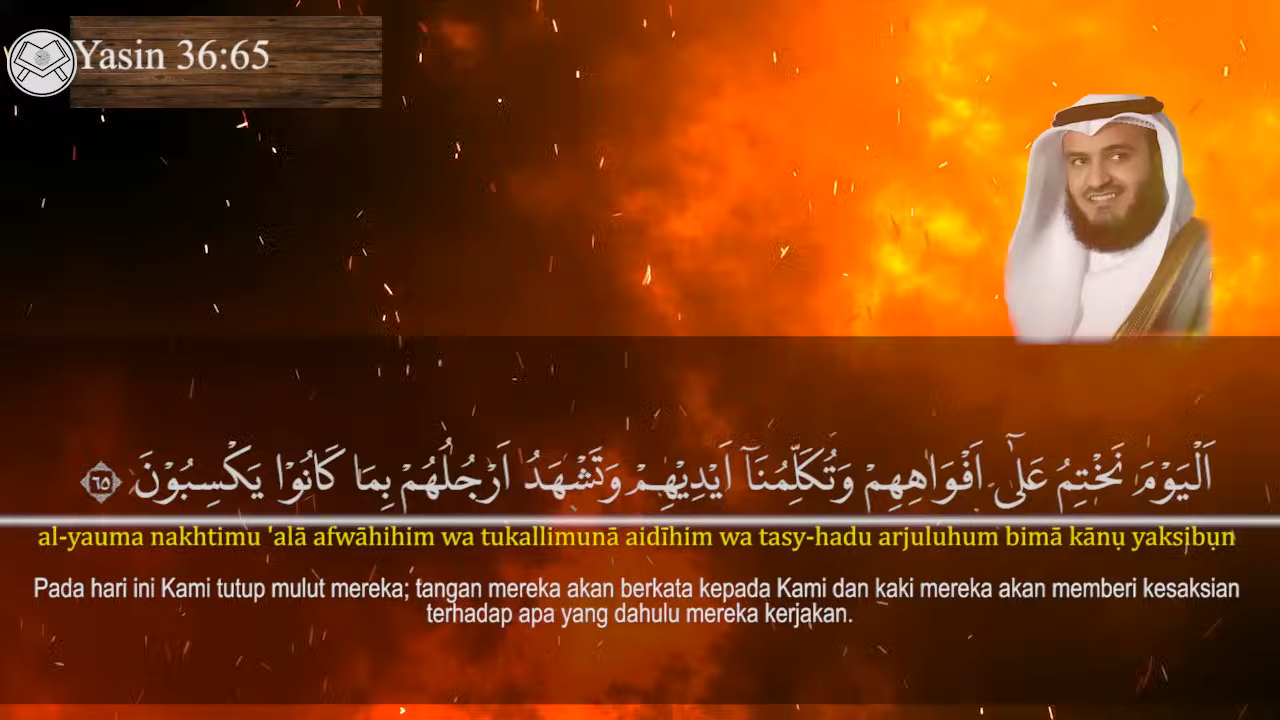 Yasin 36:65
اَلْيَوْمَ نَخْتِمُ عَلٰٓى اَفْوَاهِهِمْ وَتُكَلِّمُنَآ اَيْدِيْهِمْ وَتَشْهَدُ اَرْجُلُهُمْ بِمَا كَانُوْا يَكْسِبُوْنَ ٦٥
al-yauma nakhtimu 'alā afwāhihim wa tukallimunā aidīhim wa tasy-hadu arjuluhum bimā kānụ yaksibụn
Pada hari ini Kami tutup mulut mereka; tangan mereka akan berkata kepada Kami dan kaki mereka akan memberi kesaksian
terhadap apa yang dahulu mereka kerjakan.